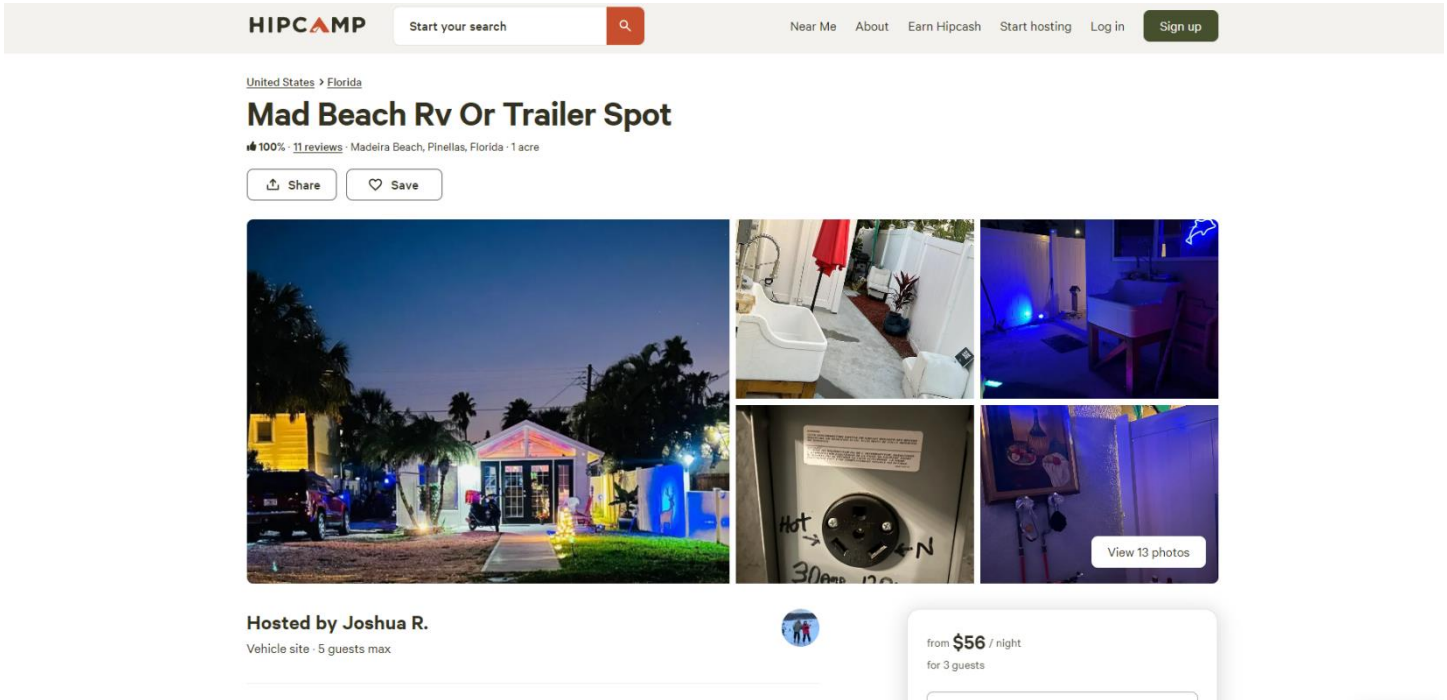 HIPCAMP
Start your search
Near Me About Earn Hipcash Start hosting Log in Sign up
United States > Florida
Mad Beach Rv Or Trailer Spot
100% · 11 reviews · Madeira Beach, Pinellas, Florida · 1 acre
Share Save
Hot
N
30Amp
View 13 photos
Hosted by Joshua R.
Vehicle site · 5 guests max
from $56 / night
for 3 guests